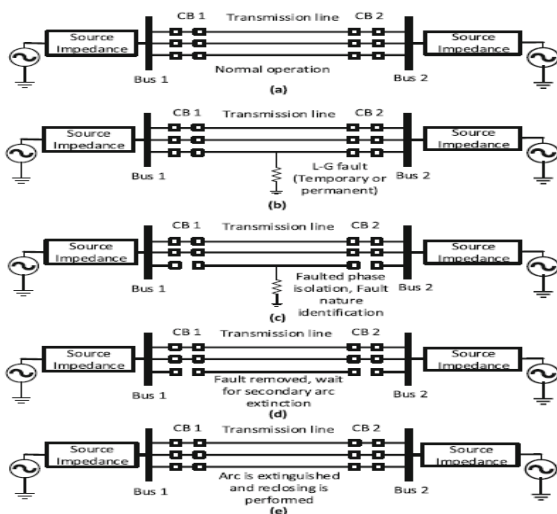 CB 1 Transmission line CB 2
Source
Impedance
Source
Impedance
Bus 1
Normal operation
Bus 2
(a)
CB 1 Transmission line CB 2
Source
Impedance
Source
Impedance
Bus 1
L-G fault
(Temporary or
permanent)
Bus 2
(b)
CB 1 Transmission line CB 2
Source
Impedance
Source
Impedance
Bus 1
Faulted phase
isolation, Fault
nature
identification
Bus 2
(c)
CB 1 Transmission line CB 2
Source
Impedance
Source
Impedance
Bus 1
Fault removed, wait
for secondary arc
extinction
Bus 2
(d)
CB 1 Transmission line CB 2
Source
Impedance
Source
Impedance
Bus 1
Arc is extinguished
and reclosing is
performed
Bus 2
(e)